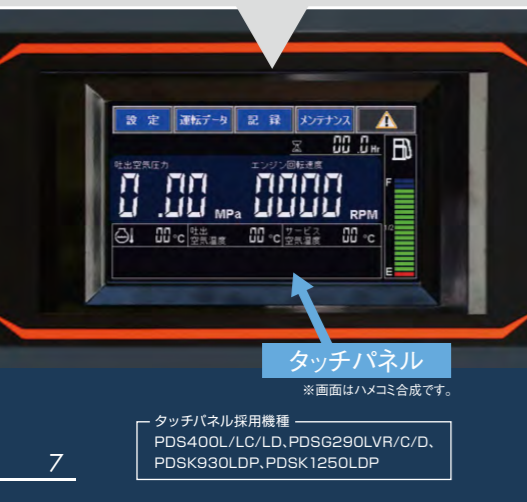 設 定 運転データ 記 録 メンテナンス
00.0 Hr
吐出空気圧力 エンジン回転速度
0.00 MPa 0000 RPM
00 °C 吐出空気温度 00 °C サービス空気温度 00 °C
F
1/2
E
タッチパネル
※画面はハメコミ合成です。
タッチパネル採用機種
PDS400L/LC/LD、PDSG290LVR/C/D、
PDSK930LDP、PDSK1250LDP
7